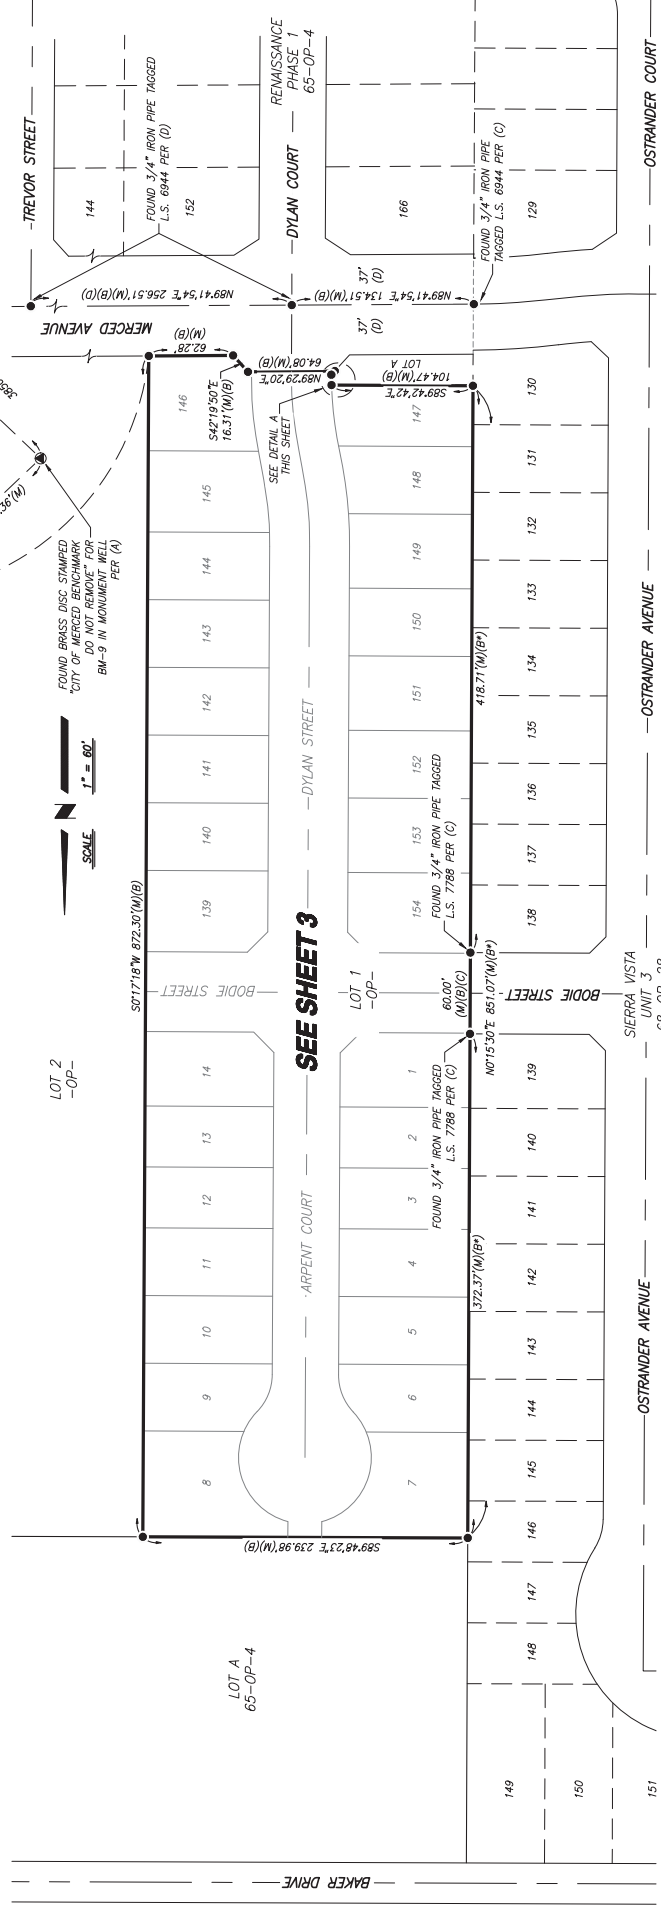 TREVOR STREET
144
FOUND 3/4" IRON PIPE TAGGED
L.S. 6944 PER (D)
152
RENAISSANCE
PHASE 1
65-OP-4
DYLAN COURT
166
FOUND 3/4" IRON PIPE
TAGGED L.S. 6944 PER (C)
129
OSTRANDER COURT
N89°41'54"E 256.51'(M)(B)(D)
N89°41'54"E 134.51'(M)(B)
37'
(D)
37'
(D)
MERCED AVENUE
62.28'
(M)(B)
S42°19'50"E
16.31'(M)(B)
N89°29'20"E
64.08'(M)(B)
SEE DETAIL A
THIS SHEET
LOT A
S89°42'42"E
104.47'(M)(B)
FOUND BRASS DISC STAMPED
"CITY OF MERCED BENCHMARK
DO NOT REMOVE" FOR
BM-9 IN MONUMENT WELL
PER (A)
N
SCALE
1" = 60'
146
145
144
143
142
141
140
139
147
148
149
150
151
152
153
154
130
131
132
133
134
135
136
137
138
DYLAN STREET
418.71'(M)(B*)
OSTRANDER AVENUE
FOUND 3/4" IRON PIPE TAGGED
L.S. 7788 PER (C)
S0°17'18"W 872.30'(M)(B)
BODIE STREET
SEE SHEET 3
LOT 1
-OP-
60.00'
(M)(B)(C)
N0°15'30"E 851.07'(M)(B*)
BODIE STREET
SIERRA VISTA
UNIT 3
LOT 2
-OP-
FOUND 3/4" IRON PIPE TAGGED
L.S. 7788 PER (C)
14
13
12
11
10
9
8
ARPENT COURT
1
2
3
4
5
6
7
372.37'(M)(B*)
139
140
141
142
143
144
145
146
147
148
149
150
151
OSTRANDER AVENUE
S89°48'23"E 239.98'(M)(B)
LOT A
65-OP-4
BAKER DRIVE